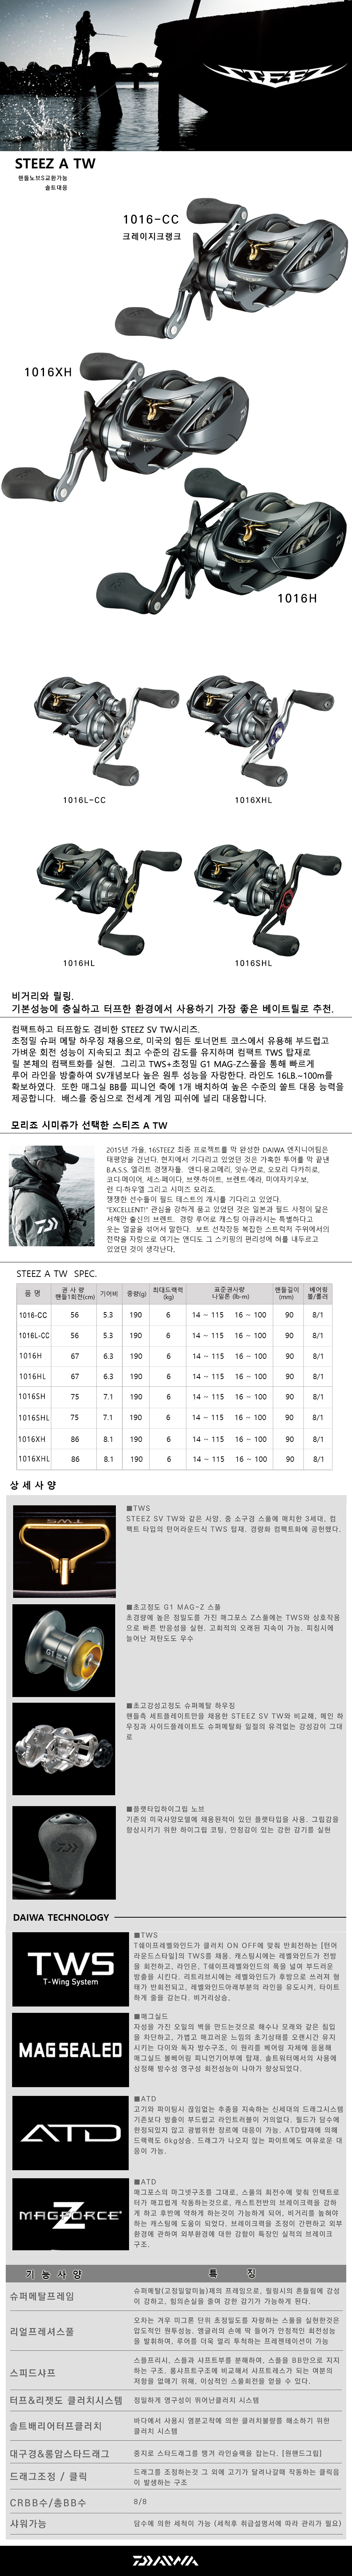 STEEZ
STEEZ A TW
핸들노브S교환가능
솔트대응
1016-CC
크레이지크랭크
1016XH
1016H
1016L-CC
1016XHL
1016HL
1016SHL
비거리와 릴링.
기본성능에 충실하고 터프한 환경에서 사용하기 가장 좋은 베이트릴로 추천.
컴팩트하고 터프함도 겸비한 STEEZ SV TW시리즈.
초정밀 슈퍼 메탈 하우징 채용으로, 미국의 힘든 토너먼트 코스에서 유용해 부드럽고
가벼운 회전 성능이 지속되고 최고 수준의 감도를 유지하며 컴팩트 TWS 탑재로
릴 본체의 컴팩트화를 실현. 그리고 TWS+초정밀 G1 MAG-Z스풀을 통해 빠르게
루어 라인을 방출하여 SV개념보다 높은 원투 성능을 자랑한다. 라인도 16LB.~100m를
확보하였다. 또한 매그실 BB를 피니언 축에 1개 배치하여 높은 수준의 쏠트 대응 능력을
제공합니다. 배스를 중심으로 전세계 게임 피쉬에 널리 대응합니다.
모리죠 시미쥬가 선택한 스티즈 A TW
2015년 가을, 16STEEZ 최종 프로젝트를 막 완성한 DAIWA 엔지니어팀은
태평양을 건넌다. 현지에서 기다리고 있었던 것은 가혹한 투어를 막 끝낸
B.A.S.S. 엘리트 경쟁자들. 앤디·몽고메리, 잇슈·먼로, 오모리 다카히로,
코디·메이어, 세스·페이다, 브랫·하이트, 브렌트·에라, 미야자키우보,
런 디·하우엘 그리고 시미즈 모리죠.
쟁쟁한 선수들이 필드 테스트의 개시를 기다리고 있었다.
"EXCELLENT!" 관심을 강하게 품고 있었던 것은 일본과 필드 사정이 닮은
서해안 출신의 브렌트. 경량 루어로 캐스팅 아큐리시는 특별하다고
웃는 얼굴을 섞어서 말한다. 보트 선착장등 복잡한 스트럭처 주위에서의
전략을 자랑으로 여기는 앤디도 그 스키핑의 편리성에 혀를 내두르고
있었던 것이 생각난다.
STEEZ A TW SPEC.
품 명 권 사 량 핸들1회전(cm) 기어비 중량(g) 최대드랙력 (kg) 표준권사량 나일론 (lb-m) 핸들길이 (mm) 베어링 볼/롤러
1016-CC 56 5.3 190 6 14 ~ 115 16 ~ 100 90 8/1
1016L-CC 56 5.3 190 6 14 ~ 115 16 ~ 100 90 8/1
1016H 67 6.3 190 6 14 ~ 115 16 ~ 100 90 8/1
1016HL 67 6.3 190 6 14 ~ 115 16 ~ 100 90 8/1
1016SH 75 7.1 190 6 14 ~ 115 16 ~ 100 90 8/1
1016SHL 75 7.1 190 6 14 ~ 115 16 ~ 100 90 8/1
1016XH 86 8.1 190 6 14 ~ 115 16 ~ 100 90 8/1
1016XHL 86 8.1 190 6 14 ~ 115 16 ~ 100 90 8/1
상 세 사 양
■TWS
STEEZ SV TW와 같은 사양. 줌 소구경 스풀에 매치한 3세대, 컴
팩트 타입의 턴어라운드식 TWS 탑재. 경량화 컴팩트화에 공헌했다.
TWS
■초고정도 G1 MAG-Z 스풀
초경량에 높은 정밀도를 가진 매그포스 Z스풀에는 TWS와 상호작용
으로 빠른 반응성을 실현. 고회적의 오래된 지속이 가능. 피칭시에
늘어난 저탄도도 우수
G1
■초고강성고정도 슈퍼메탈 하우징
핸들측 세트플레이트만을 채용한 STEEZ SV TW와 비교해, 메인 하
우징과 사이드플레이트도 슈퍼메탈화 일절의 유격없는 강성감이 그대
로
■플랫타입하이그립 노브
기존의 미국사양모델에 채용된적이 있던 플랫타입을 사용. 그립감을
향상시키기 위한 하이그립 코팅, 안정감이 있는 강한 감기를 실현
DAIWA TECHNOLOGY
TWS
T-Wing System
■TWS
T쉐이프레벨와인드가 클러치 ON OFF에 맞춰 반회전하는 [턴어
라운드스타일]의 TWS를 채용. 캐스팅시에는 레벨와인드가 전방
을 회전하고, 라인은, T쉐이프레벨와인드의 폭을 넓여 부드러운
방출을 시킨다. 리트리브시에는 레벨와인드가 후방으로 쓰러져 형
태가 반회전되고, 레벨와인드아래부분의 라인을 유도시켜, 타이트
하게 줄을 감는다. 비거리상승,
MAGSEALED
■매그실드
자성을 가진 오일의 벽을 만드는것으로 해수나 모래와 같은 침입
을 차단하고, 가볍고 매끄러운 느낌의 초기상태를 오랜시간 유지
시키는 다이와 독자 방수구조, 이 원리를 베어링 자체에 응용해
매그실드 볼베어링 피니언기어부에 탑재. 솔트워터에서의 사용에
상정해 방수성 염구성 회전성능이 나마가 향상되었다.
ATD
■ATD
고기와 파이팅시 끊임없는 추종을 지속하는 신세대의 드래그시스템
기존보다 방출이 부드럽고 라인트러블이 거의없다. 필드가 담수에
한정되있지 않고 광범위한 장르에 대응이 가능. ATD탑재에 의해
드랙력도 6kg상승. 드래그가 나오지 않는 파이트에도 여유로운 대
응이 가능.
MAGFORCE Z
■ATD
매그포스의 마그넷구조를 그대로, 스풀의 회전수에 맞춰 인택트로
터가 매끄럽게 작동하는것으로, 캐스트전반의 브레이크력을 강하
게 하고 후반에 약하게 하는것이 가능하게 되어, 비거리를 늘혀야
하는 캐스팅에 도움이 되었다. 브레이크력을 조정이 간편하고 외부
환경에 관하여 외부환경에 대한 강함이 특징인 실적의 브레이크
구조.
기 능 사 양 특 징
슈퍼메탈프레임 슈퍼메탈(고정밀알미늄)제의 프레임으로, 릴링시의 흔들림에 강성
이 강하고, 힘의손실을 줄여 강한 감기가 가능하게 된다.
리얼프레셔스풀 오차는 겨우 미그론 단위 초정밀도를 자랑하는 스풀을 실현한것은
압도적인 원투성능. 앵글러의 손에 딱 들어가 안정적인 회전성능
을 발휘하여, 루어를 더욱 얼리 투척하는 프레젠테이션이 가능
스피드샤프 스플프리시, 스풀과 샤프트부를 분해하여, 스풀을 BB만으로 지지
하는 구조. 롱샤프트구조에 비교해서 샤프트레스가 되는 여분의
저항을 없애기 위해, 이상적인 스풀회전을 얻을 수 있다.
터프&리젯도 클러치시스템 정밀하게 영구성이 뛰어난클러치 시스템
솔트배리어터프클러치 바다에서 사용시 염분고착에 의한 클러치불량를 해소하기 위한
클러치 시스템
대구경&롱암스타드래그 중지로 스타드래그를 탱겨 라인슬랙을 잡는다. [원핸드그립]
드래그조정 / 클릭 드래그를 조정하는것 그 외에 고기가 달려나갈때 작동하는 클릭음
이 발생하는 구조
CRBB수/총BB수 8/8
샤워가능 담수에 의한 세척이 가능 (세척후 취급설명서에 따라 관리가 필요)
DAIWA